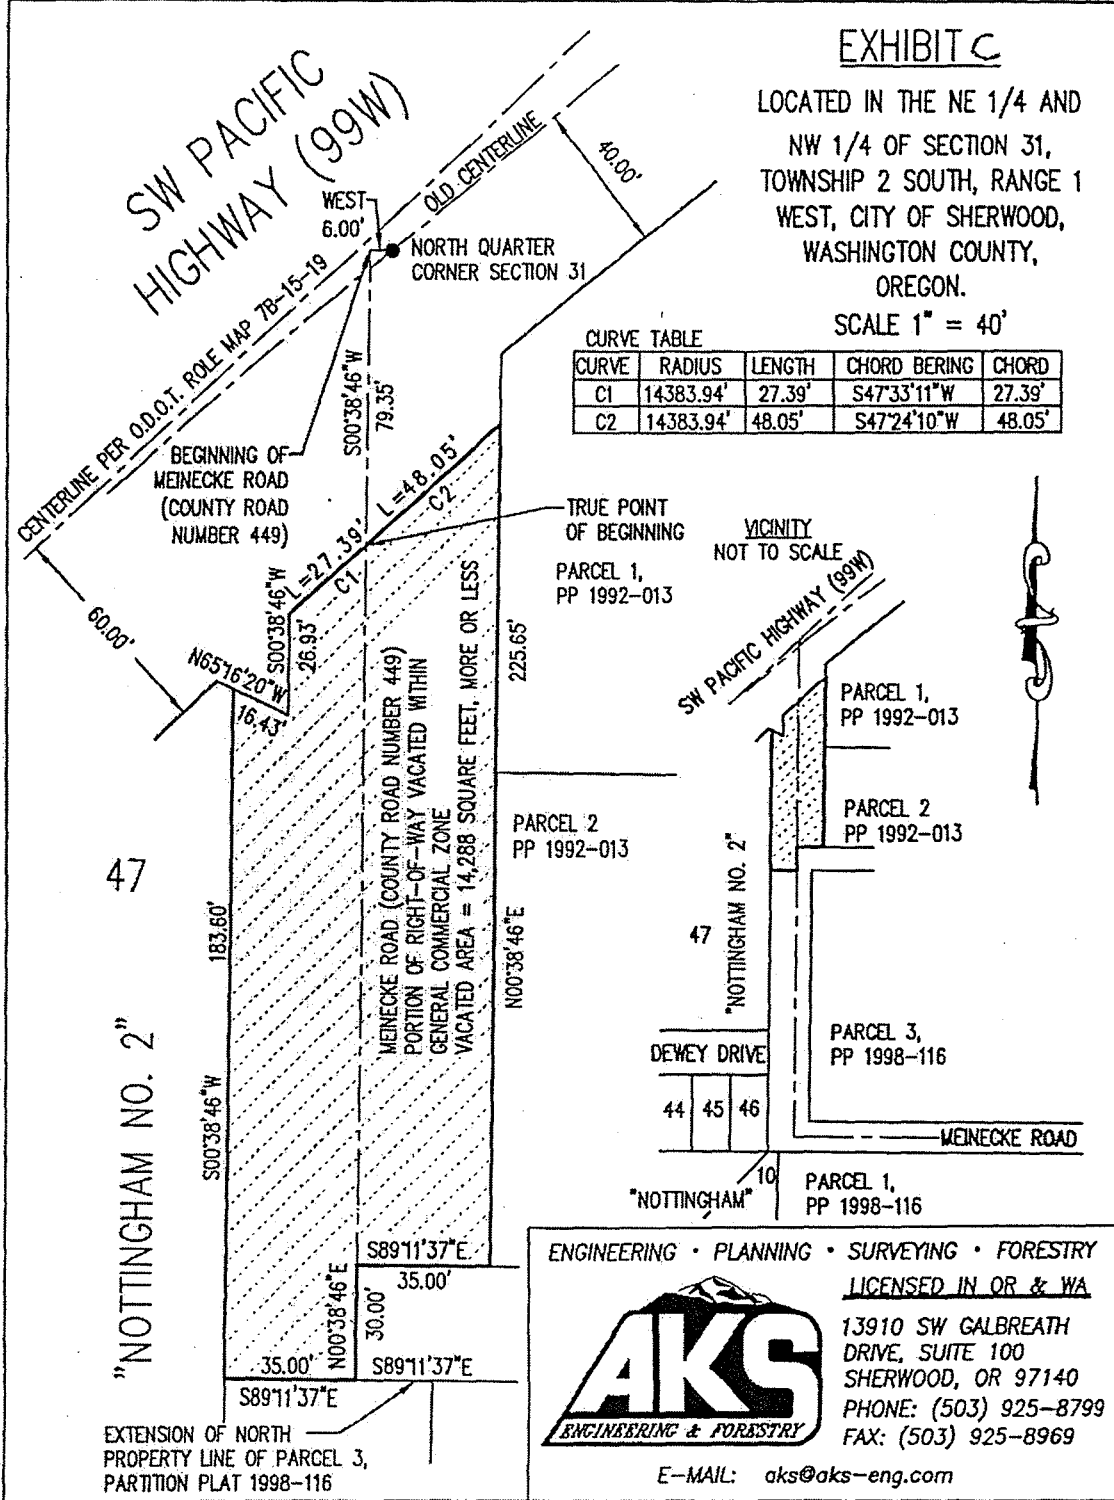 EXHIBIT C
LOCATED IN THE NE 1/4 AND
NW 1/4 OF SECTION 31,
TOWNSHIP 2 SOUTH, RANGE 1
WEST, CITY OF SHERWOOD,
WASHINGTON COUNTY,
OREGON.
SCALE 1" = 40'
SW PACIFIC
HIGHWAY (99W)
OLD CENTERLINE
40.00'
WEST
6.00'
NORTH QUARTER
CORNER SECTION 31
CENTERLINE PER O.D.O.T. ROLE MAP 7B-15-19
CURVE TABLE
CURVE RADIUS LENGTH CHORD BERING CHORD
C1 14383.94' 27.39' S47°33'11"W 27.39'
C2 14383.94' 48.05' S47°24'10"W 48.05'
S00°38'46"W
79.35'
BEGINNING OF
MEINECKE ROAD
(COUNTY ROAD
NUMBER 449)
L=48.05'
C2
L=27.39'
C1
TRUE POINT
OF BEGINNING
PARCEL 1,
PP 1992-013
60.00'
S00°38'46"W
26.93'
N65°16'20"W
16.43'
225.65'
N00°38'46"E
MEINECKE ROAD (COUNTY ROAD NUMBER 449)
PORTION OF RIGHT-OF-WAY VACATED WITHIN
GENERAL COMMERCIAL ZONE
VACATED AREA = 14,288 SQUARE FEET, MORE OR LESS
PARCEL 2
PP 1992-013
47
183.60'
S00°38'46"W
"NOTTINGHAM NO. 2"
S89°11'37"E
35.00'
N00°38'46"E
30.00'
35.00'
S89°11'37"E
S89°11'37"E
EXTENSION OF NORTH
PROPERTY LINE OF PARCEL 3,
PARTITION PLAT 1998-116
VICINITY
NOT TO SCALE
SW PACIFIC HIGHWAY (99W)
PARCEL 1,
PP 1992-013
PARCEL 2
PP 1992-013
47
"NOTTINGHAM NO. 2"
DEWEY DRIVE
44 45 46
PARCEL 3,
PP 1998-116
MEINECKE ROAD
10
"NOTTINGHAM"
PARCEL 1,
PP 1998-116
ENGINEERING · PLANNING · SURVEYING · FORESTRY
LICENSED IN OR & WA
AKS
ENGINEERING & FORESTRY
13910 SW GALBREATH
DRIVE, SUITE 100
SHERWOOD, OR 97140
PHONE: (503) 925-8799
FAX: (503) 925-8969
E-MAIL: aks@aks-eng.com